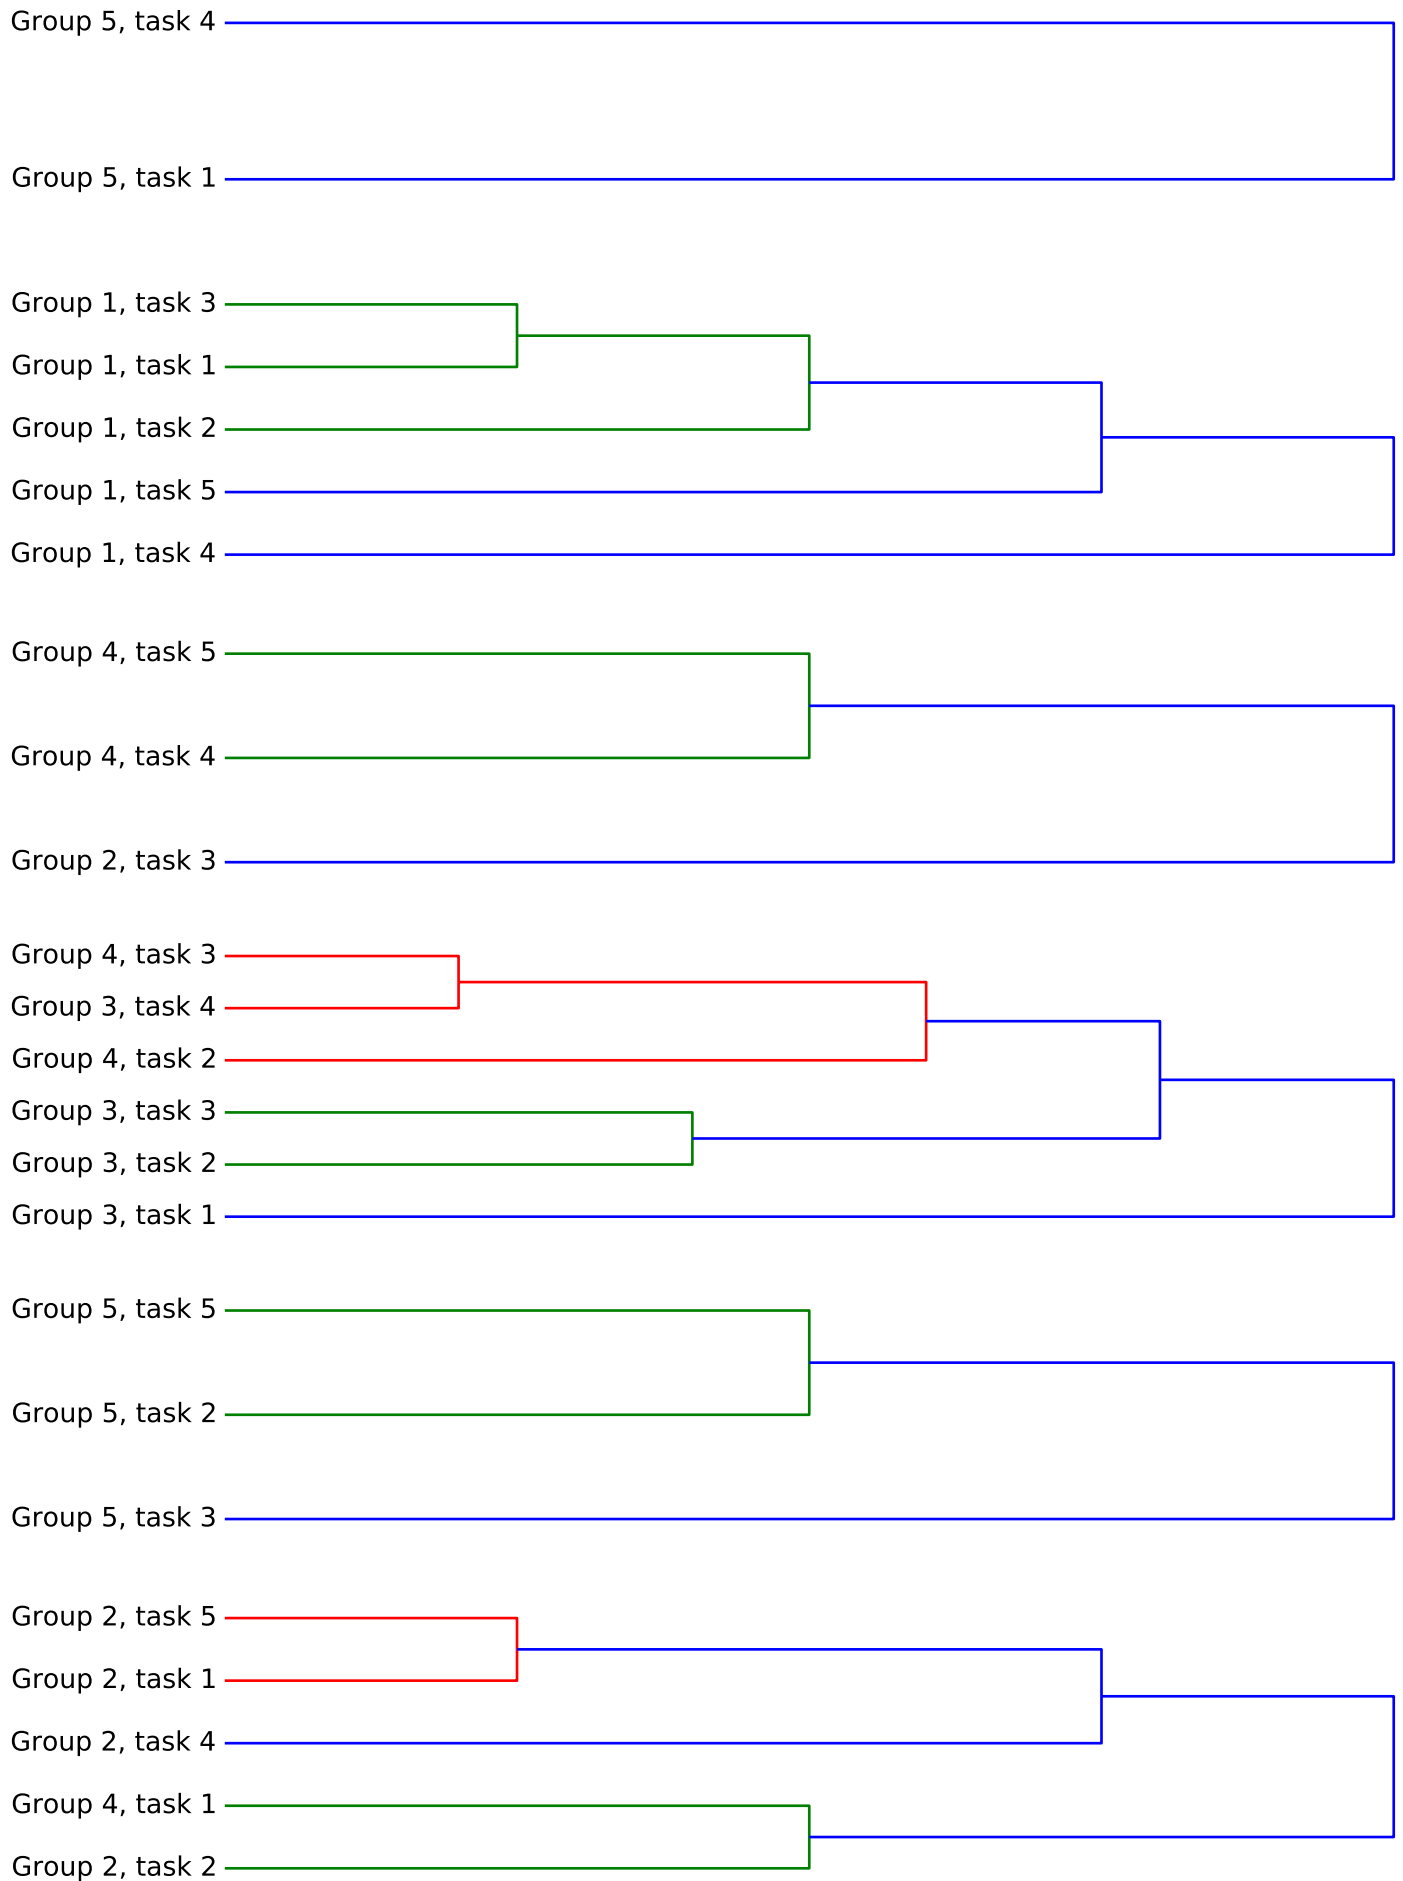 Group 5, task 4
Group 5, task 1
Group 1, task 3
Group 1, task 1
Group 1, task 2
Group 1, task 5
Group 1, task 4
Group 4, task 5
Group 4, task 4
Group 2, task 3
Group 4, task 3
Group 3, task 4
Group 4, task 2
Group 3, task 3
Group 3, task 2
Group 3, task 1
Group 5, task 5
Group 5, task 2
Group 5, task 3
Group 2, task 5
Group 2, task 1
Group 2, task 4
Group 4, task 1
Group 2, task 2